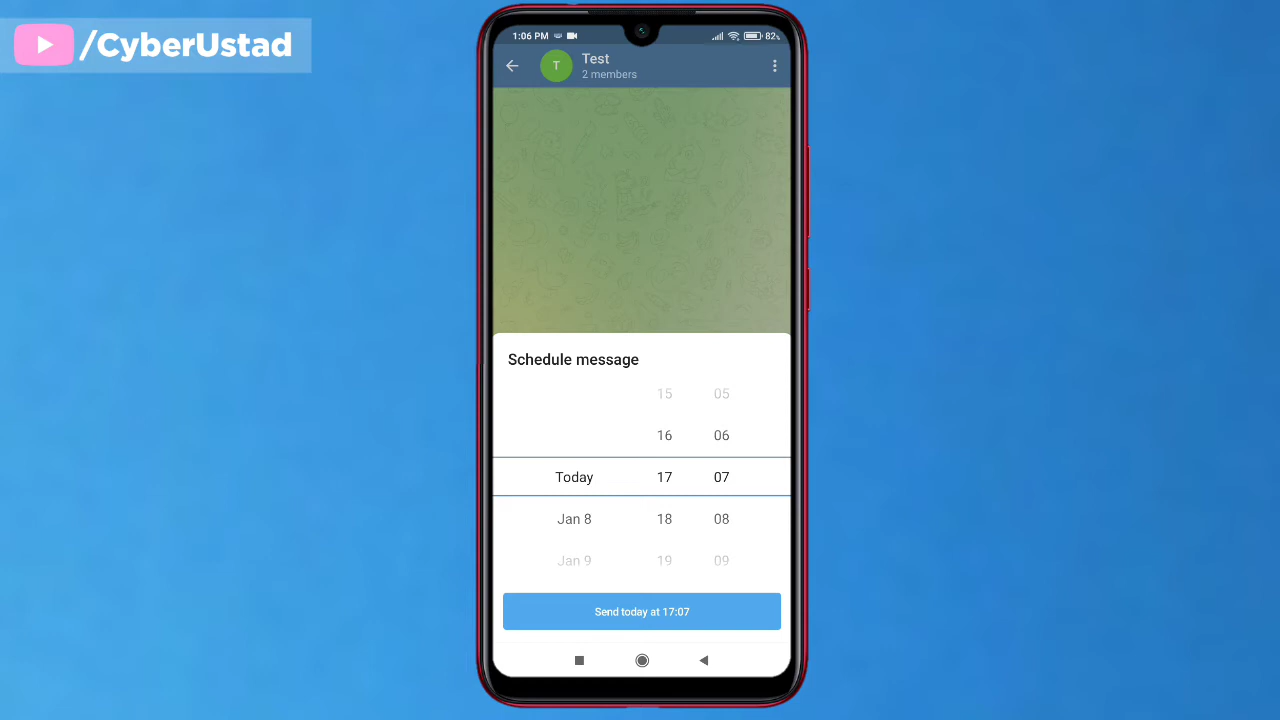 /CyberUstad
1:06 PM 82%
T
Test
2 members
Schedule message
15 05
16 06
Today 17 07
Jan 8 18 08
Jan 9 19 09
Send today at 17:07